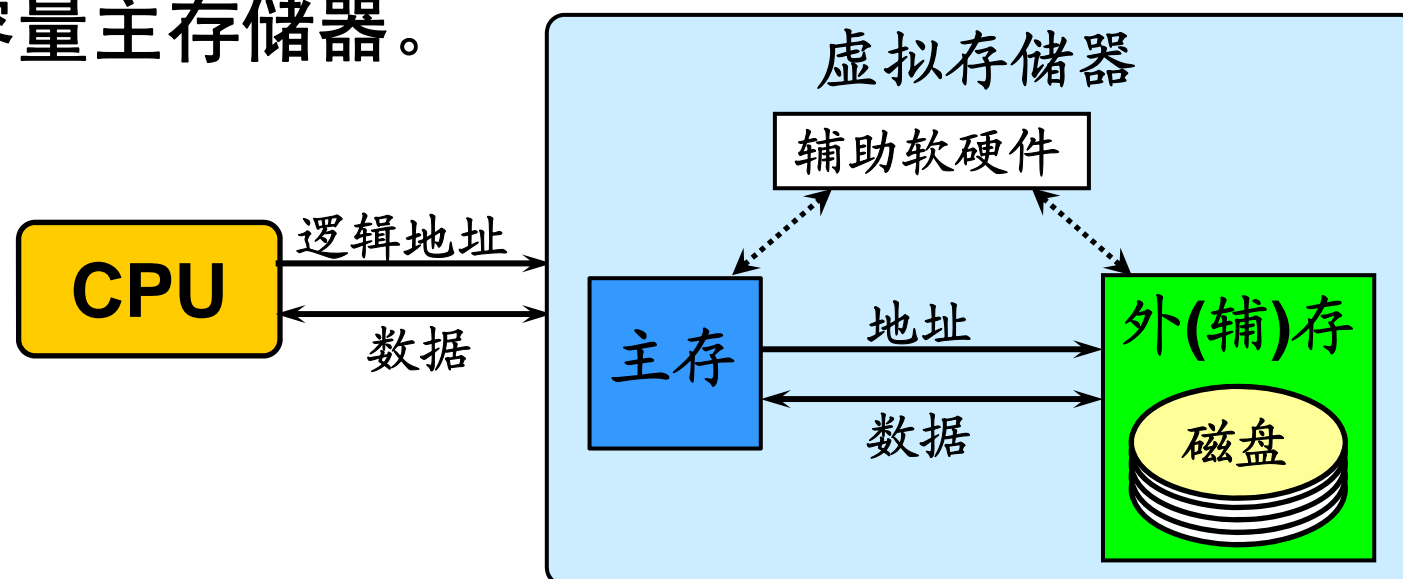 容量主存储器。
虚拟存储器
辅助软硬件
逻辑地址
CPU
数据
主存
地址
数据
外(辅)存
磁盘